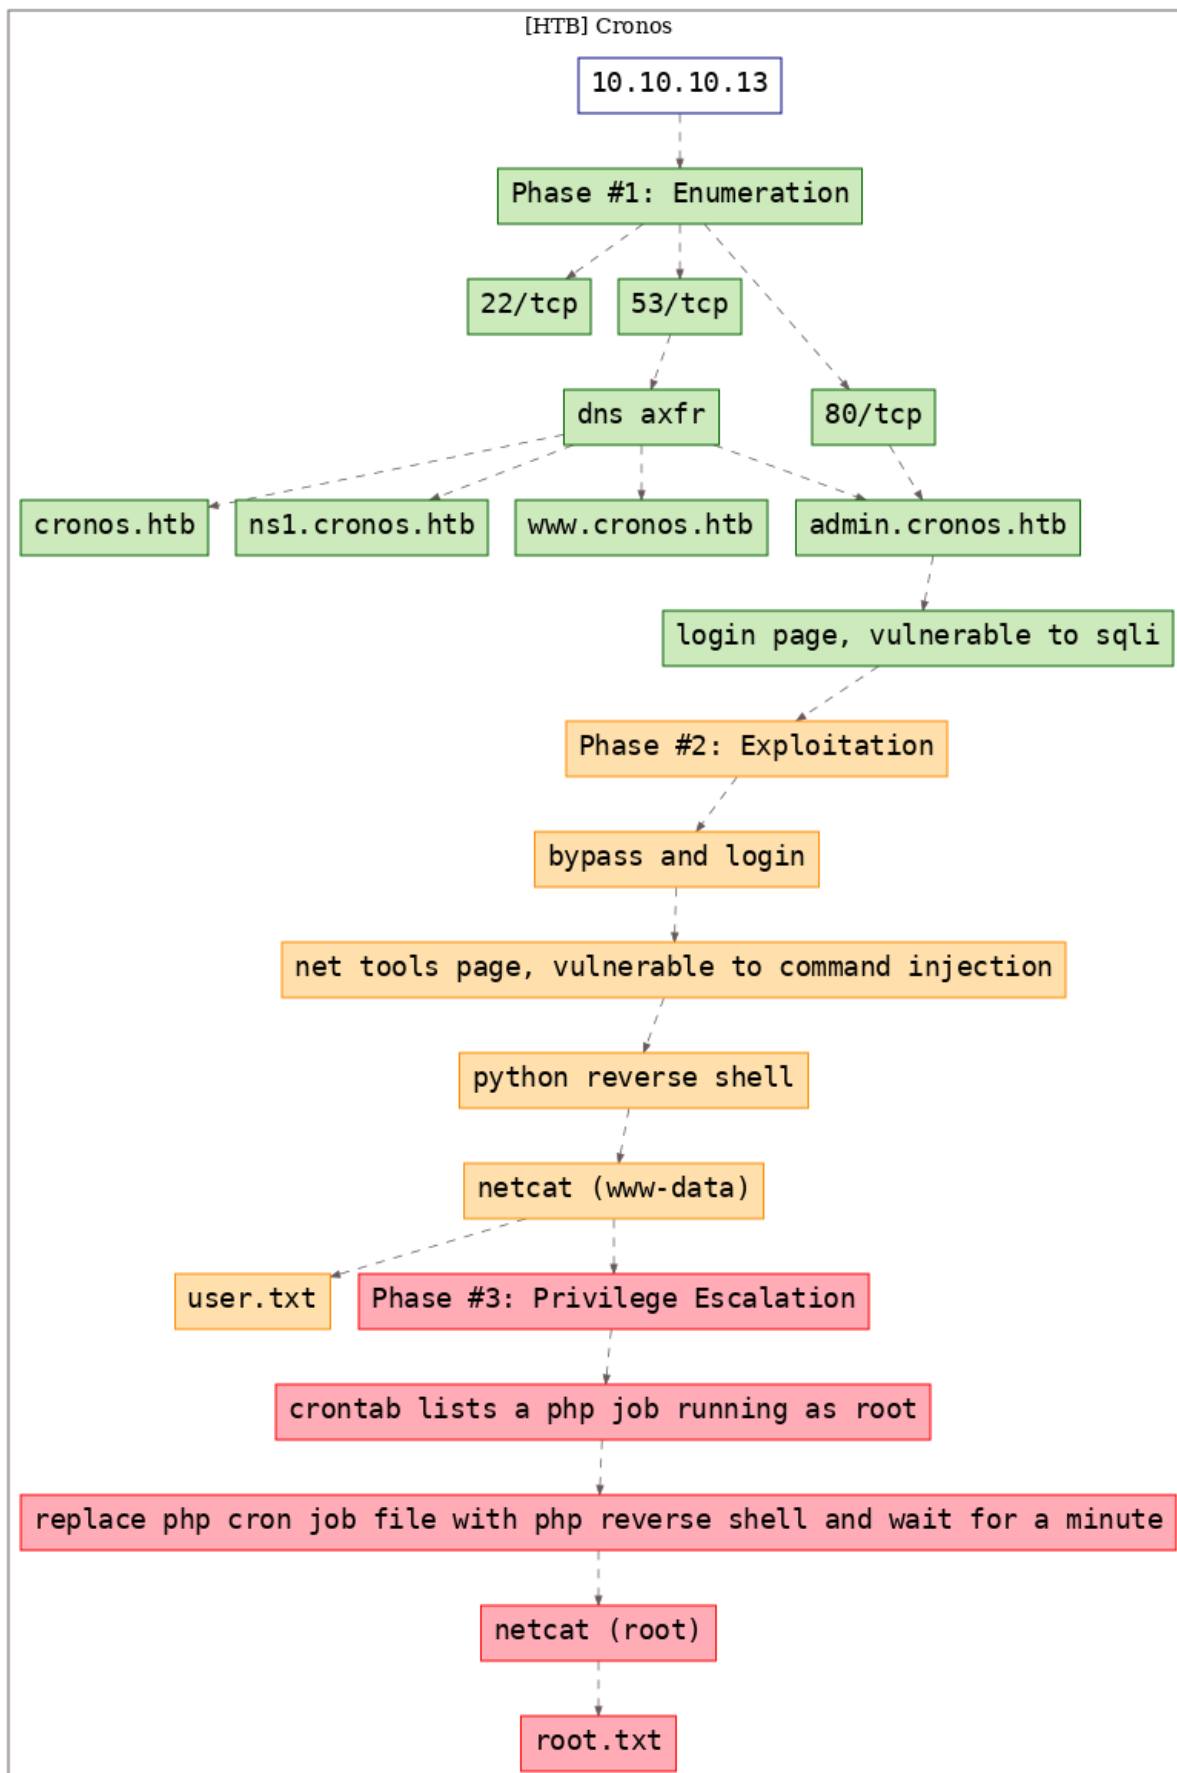 [HTB] Cronos
10.10.10.13
Phase #1: Enumeration
22/tcp
53/tcp
dns axfr
80/tcp
cronos.htb
ns1.cronos.htb
www.cronos.htb
admin.cronos.htb
login page, vulnerable to sqli
Phase #2: Exploitation
bypass and login
net tools page, vulnerable to command injection
python reverse shell
netcat (www-data)
user.txt
Phase #3: Privilege Escalation
crontab lists a php job running as root
replace php cron job file with php reverse shell and wait for a minute
netcat (root)
root.txt